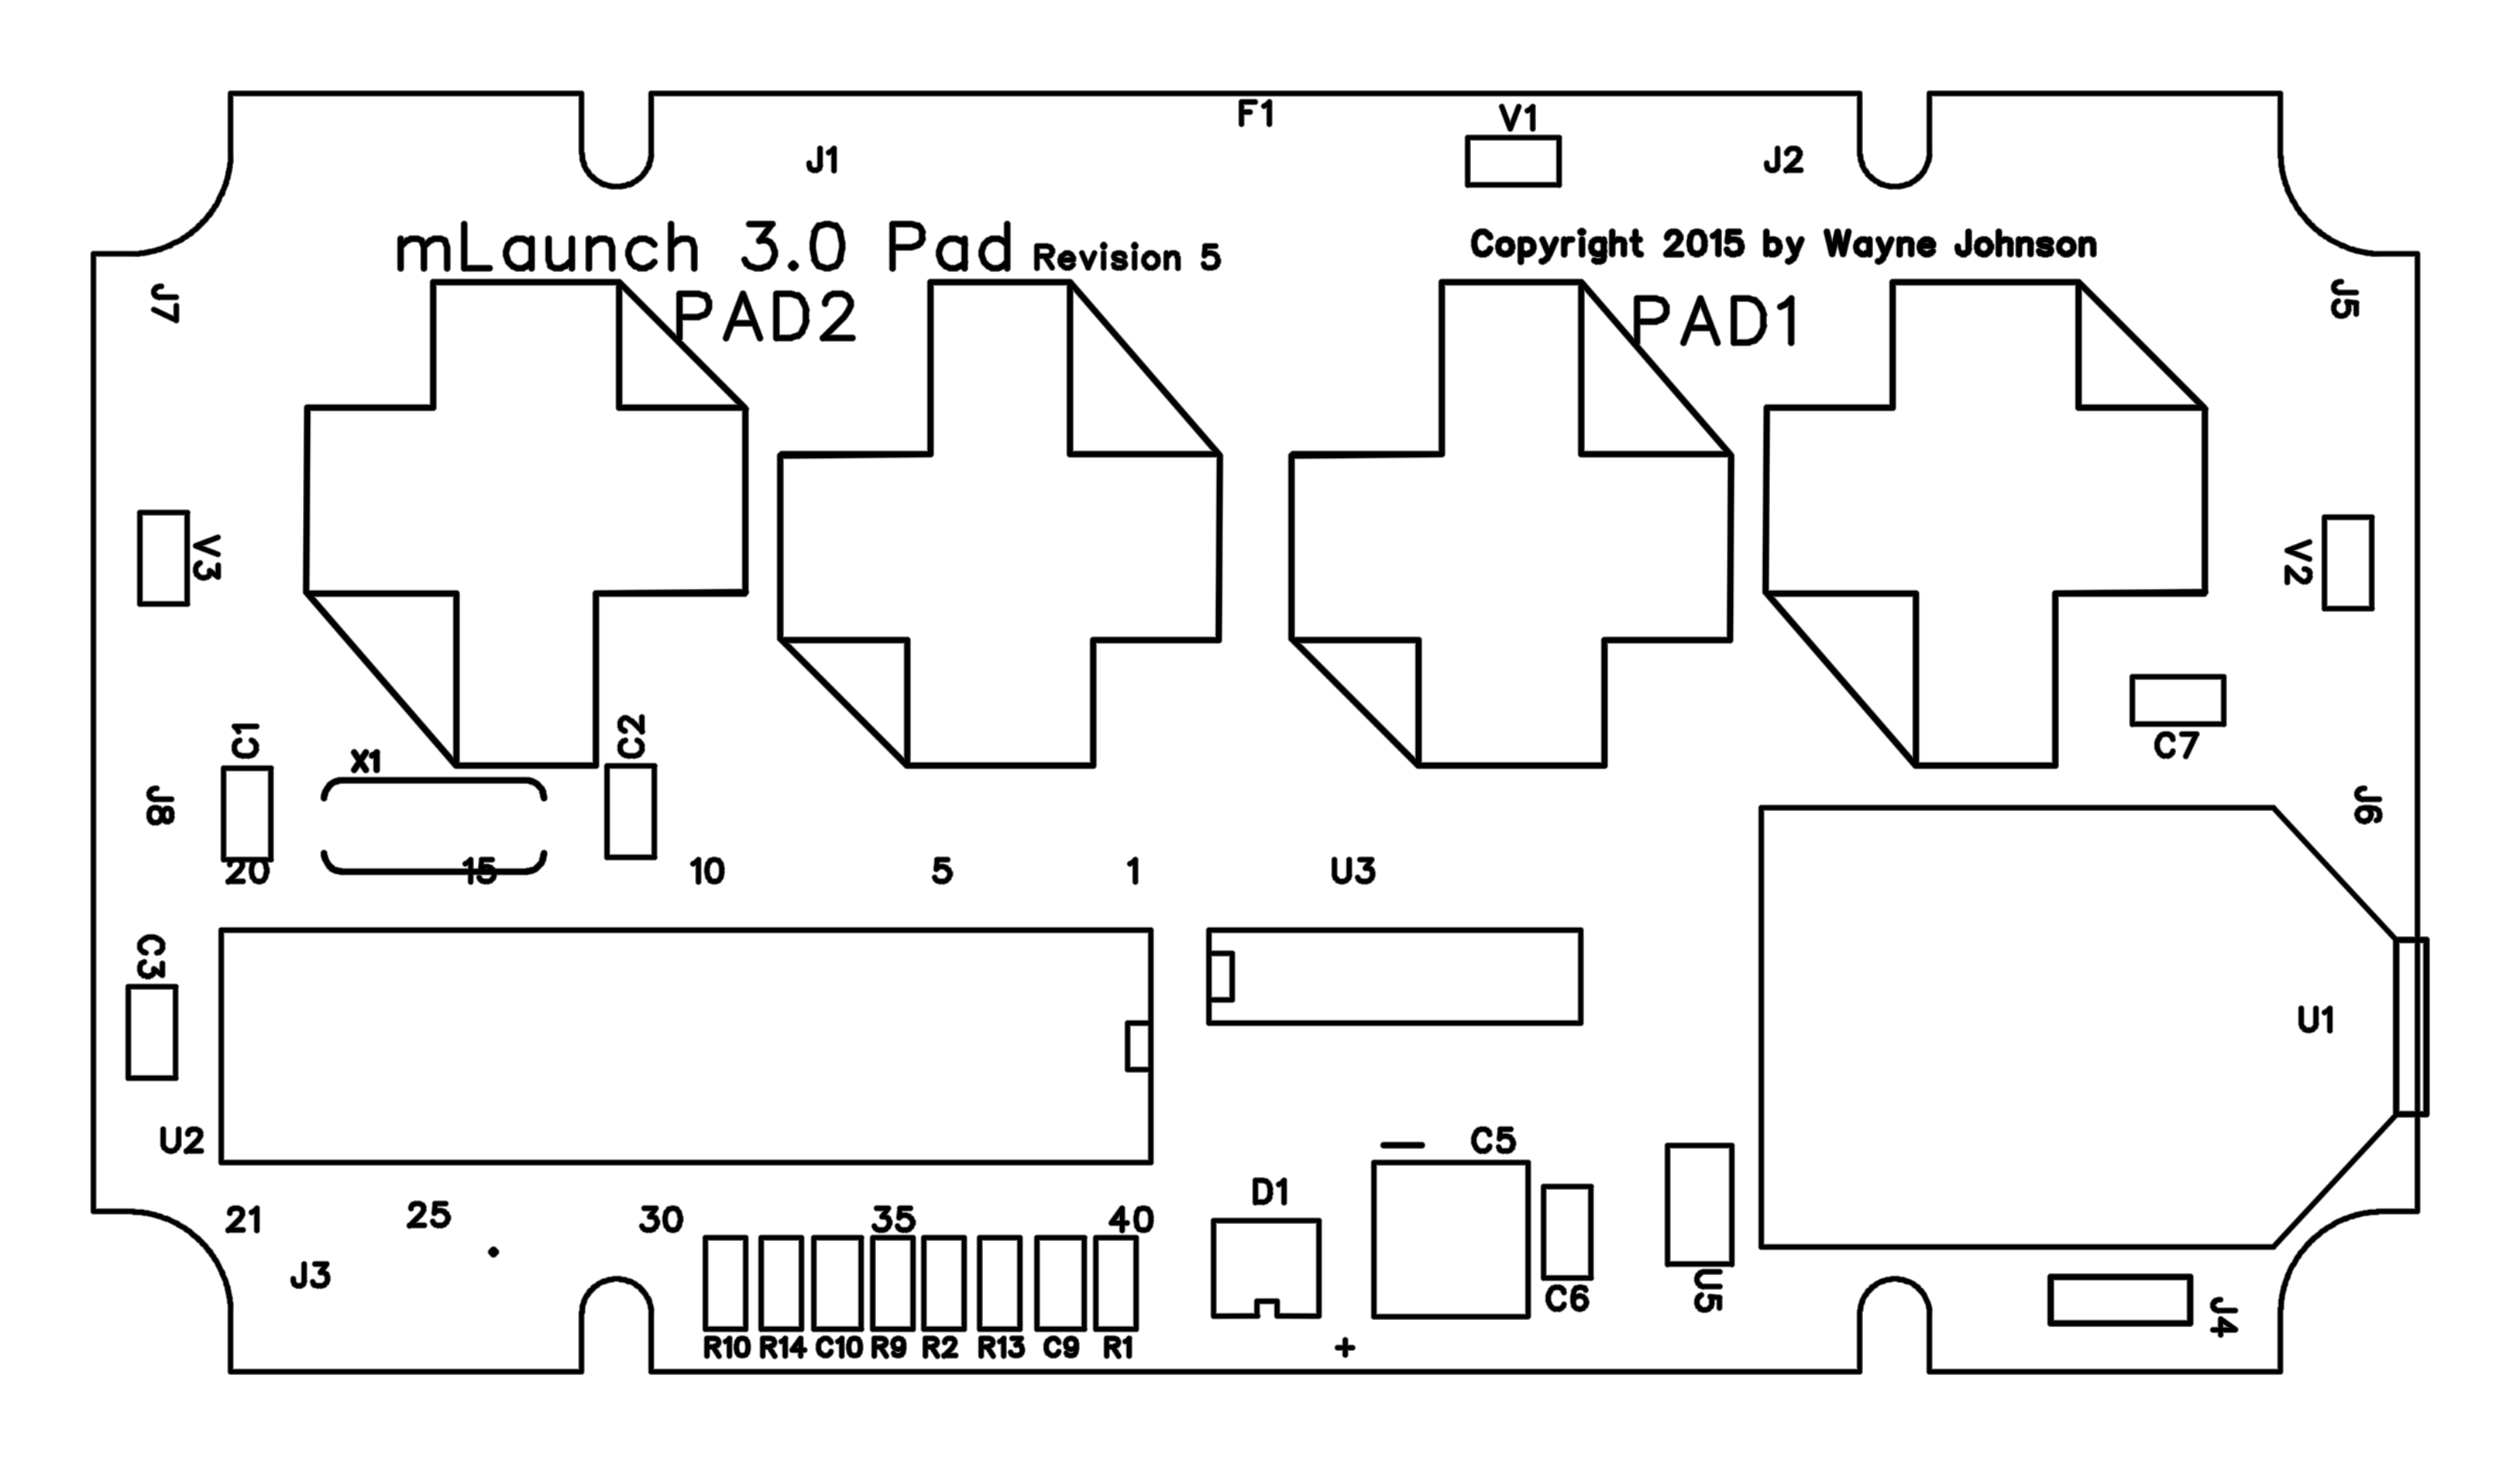 F1
V1
J1
J2
mLaunch 3.0 Pad Revision 5
Copyright 2015 by Wayne Johnson
J7
PAD2
PAD1
J5
V3
V2
C1
C2
X1
C7
J8
J6
20
15
10
5
1
U3
C3
U1
U2
C5
D1
21
25
30
35
40
J3
U5
C6
J4
R10 R14 C10 R9 R2 R13 C9 R1
+